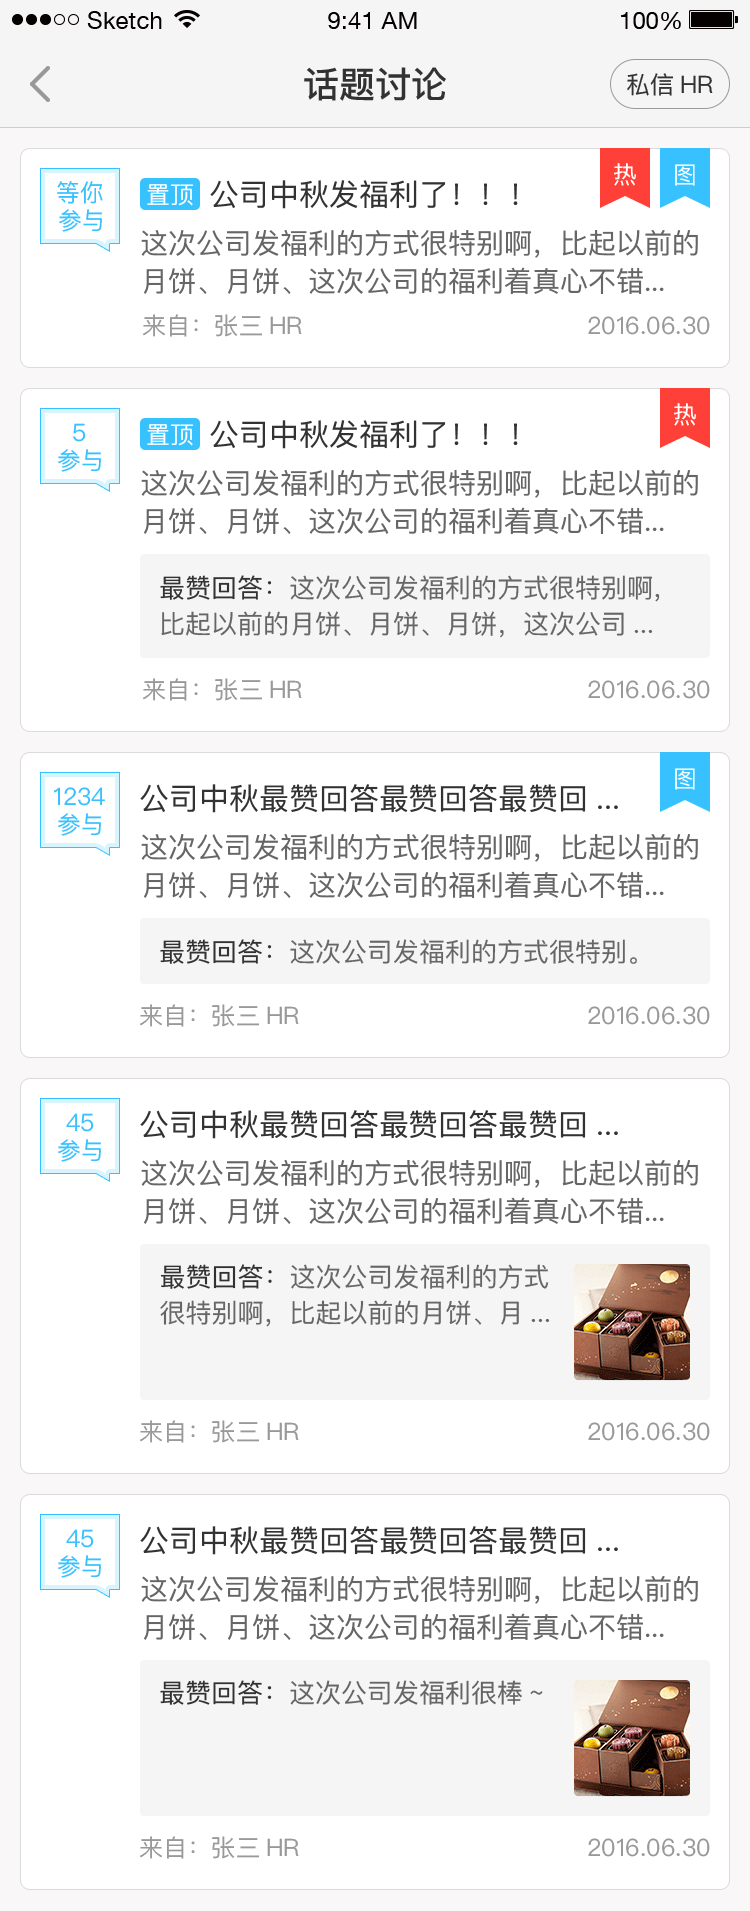 Sketch 9:41 AM 100%
话题讨论 私信 HR
等你
参与
置顶 公司中秋发福利了！！！ 热 图
这次公司发福利的方式很特别啊，比起以前的
月饼、月饼、这次公司的福利着真心不错...
来自：张三 HR 2016.06.30
5
参与
置顶 公司中秋发福利了！！！ 热
这次公司发福利的方式很特别啊，比起以前的
月饼、月饼、这次公司的福利着真心不错...
最赞回答：这次公司发福利的方式很特别啊，
比起以前的月饼、月饼、月饼，这次公司 ...
来自：张三 HR 2016.06.30
1234
参与
公司中秋最赞回答最赞回答最赞回 ... 图
这次公司发福利的方式很特别啊，比起以前的
月饼、月饼、这次公司的福利着真心不错...
最赞回答：这次公司发福利的方式很特别。
来自：张三 HR 2016.06.30
45
参与
公司中秋最赞回答最赞回答最赞回 ...
这次公司发福利的方式很特别啊，比起以前的
月饼、月饼、这次公司的福利着真心不错...
最赞回答：这次公司发福利的方式
很特别啊，比起以前的月饼、月 ...
来自：张三 HR 2016.06.30
45
参与
公司中秋最赞回答最赞回答最赞回 ...
这次公司发福利的方式很特别啊，比起以前的
月饼、月饼、这次公司的福利着真心不错...
最赞回答：这次公司发福利很棒 ~
来自：张三 HR 2016.06.30